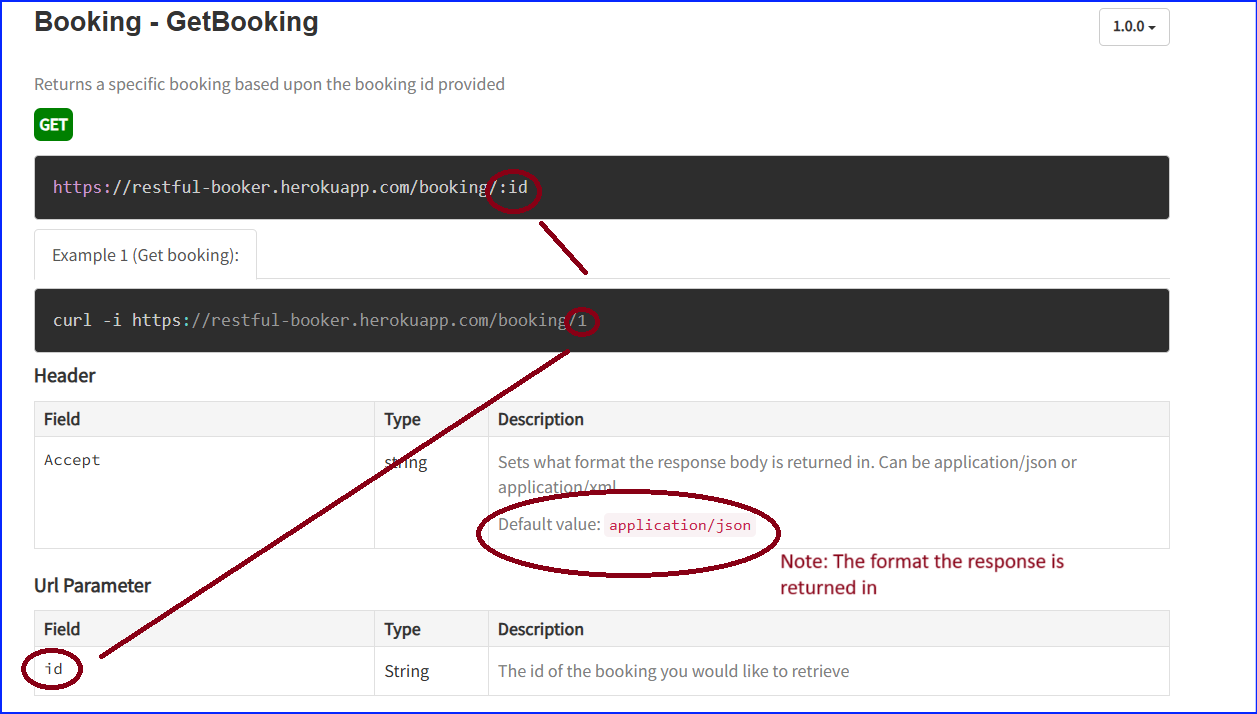 Booking - GetBooking
1.0.0
Returns a specific booking based upon the booking id provided
GET
https://restful-booker.herokuapp.com/booking/:id
Example 1 (Get booking):
curl -i https://restful-booker.herokuapp.com/booking/1
Header
Field Type Description
Accept string Sets what format the response body is returned in. Can be application/json or
application/xml
Default value: application/json
Note: The format the response is
returned in
Url Parameter
Field Type Description
id String The id of the booking you would like to retrieve